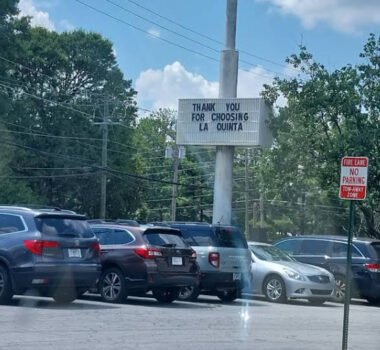 THANK YOU
FOR CHOOSING
LA QUINTA
FIRE LANE
NO
PARKING
TOW-AWAY
ZONE